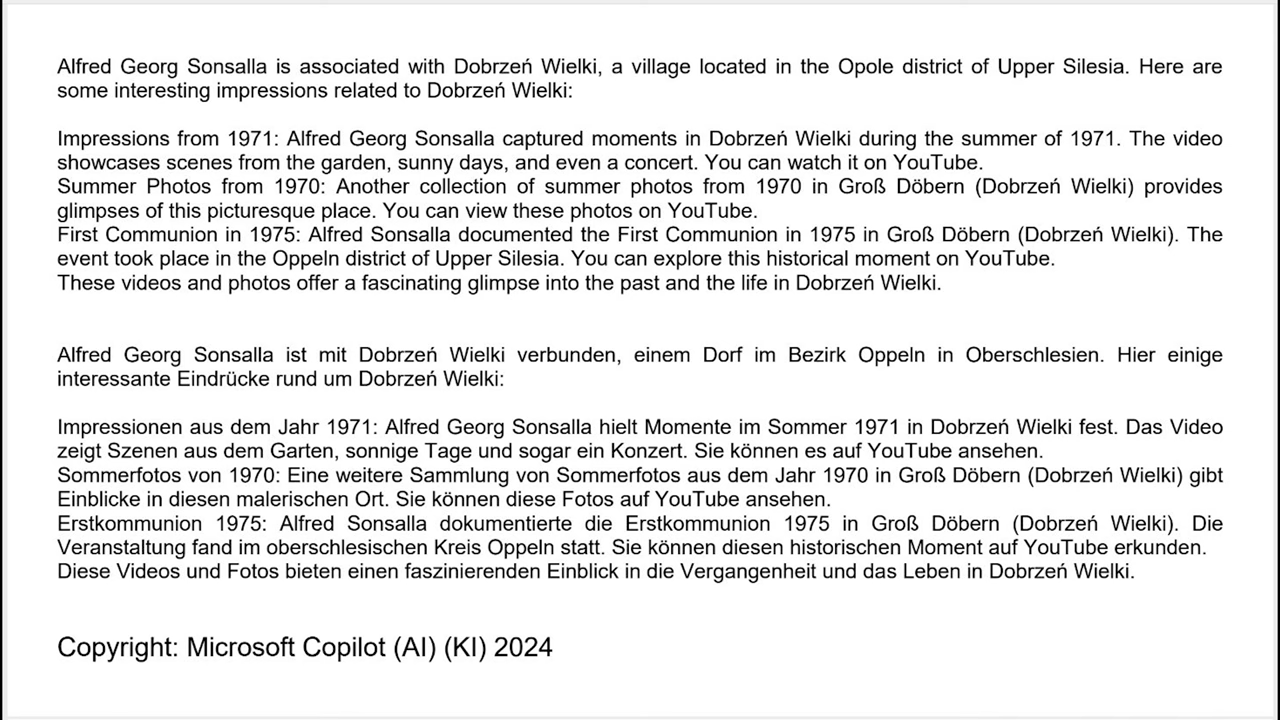 Alfred Georg Sonsalla is associated with Dobrzeń Wielki, a village located in the Opole district of Upper Silesia. Here are
some interesting impressions related to Dobrzeń Wielki:
Impressions from 1971: Alfred Georg Sonsalla captured moments in Dobrzeń Wielki during the summer of 1971. The video
showcases scenes from the garden, sunny days, and even a concert. You can watch it on YouTube.
Summer Photos from 1970: Another collection of summer photos from 1970 in Groß Döbern (Dobrzeń Wielki) provides
glimpses of this picturesque place. You can view these photos on YouTube.
First Communion in 1975: Alfred Sonsalla documented the First Communion in 1975 in Groß Döbern (Dobrzeń Wielki). The
event took place in the Oppeln district of Upper Silesia. You can explore this historical moment on YouTube.
These videos and photos offer a fascinating glimpse into the past and the life in Dobrzeń Wielki.
Alfred Georg Sonsalla ist mit Dobrzeń Wielki verbunden, einem Dorf im Bezirk Oppeln in Oberschlesien. Hier einige
interessante Eindrücke rund um Dobrzeń Wielki:
Impressionen aus dem Jahr 1971: Alfred Georg Sonsalla hielt Momente im Sommer 1971 in Dobrzeń Wielki fest. Das Video
zeigt Szenen aus dem Garten, sonnige Tage und sogar ein Konzert. Sie können es auf YouTube ansehen.
Sommerfotos von 1970: Eine weitere Sammlung von Sommerfotos aus dem Jahr 1970 in Groß Döbern (Dobrzeń Wielki) gibt
Einblicke in diesen malerischen Ort. Sie können diese Fotos auf YouTube ansehen.
Erstkommunion 1975: Alfred Sonsalla dokumentierte die Erstkommunion 1975 in Groß Döbern (Dobrzeń Wielki). Die
Veranstaltung fand im oberschlesischen Kreis Oppeln statt. Sie können diesen historischen Moment auf YouTube erkunden.
Diese Videos und Fotos bieten einen faszinierenden Einblick in die Vergangenheit und das Leben in Dobrzeń Wielki.
Copyright: Microsoft Copilot (AI) (KI) 2024